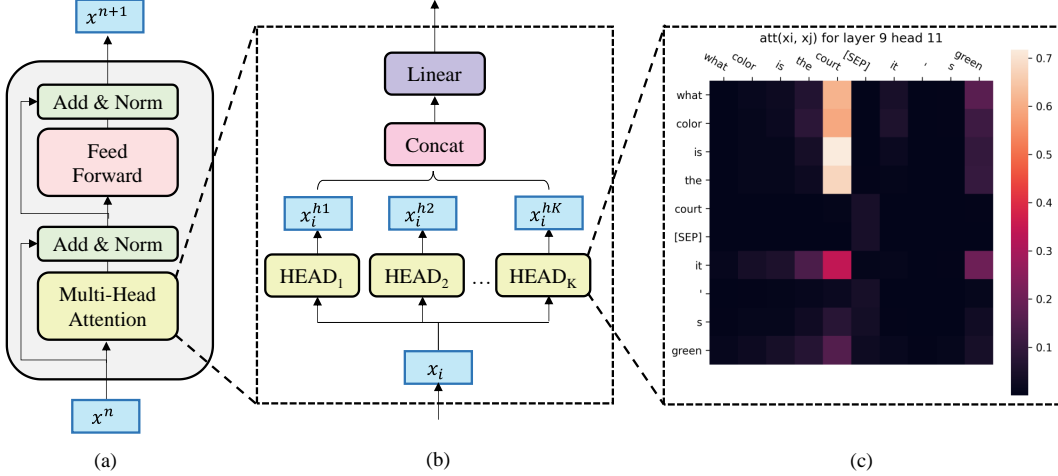 x^{n+1}
Add & Norm
Feed
Forward
Add & Norm
Multi-Head
Attention
x^n
(a)
Linear
Concat
x_i^{h1} x_i^{h2} x_i^{hK}
HEAD_1 HEAD_2 ... HEAD_K
x_i
(b)
att(xi, xj) for layer 9 head 11
what color is the court [SEP] it ' s green
what
color
is
the
court
[SEP]
it
'
s
green
0.7
0.6
0.5
0.4
0.3
0.2
0.1
(c)